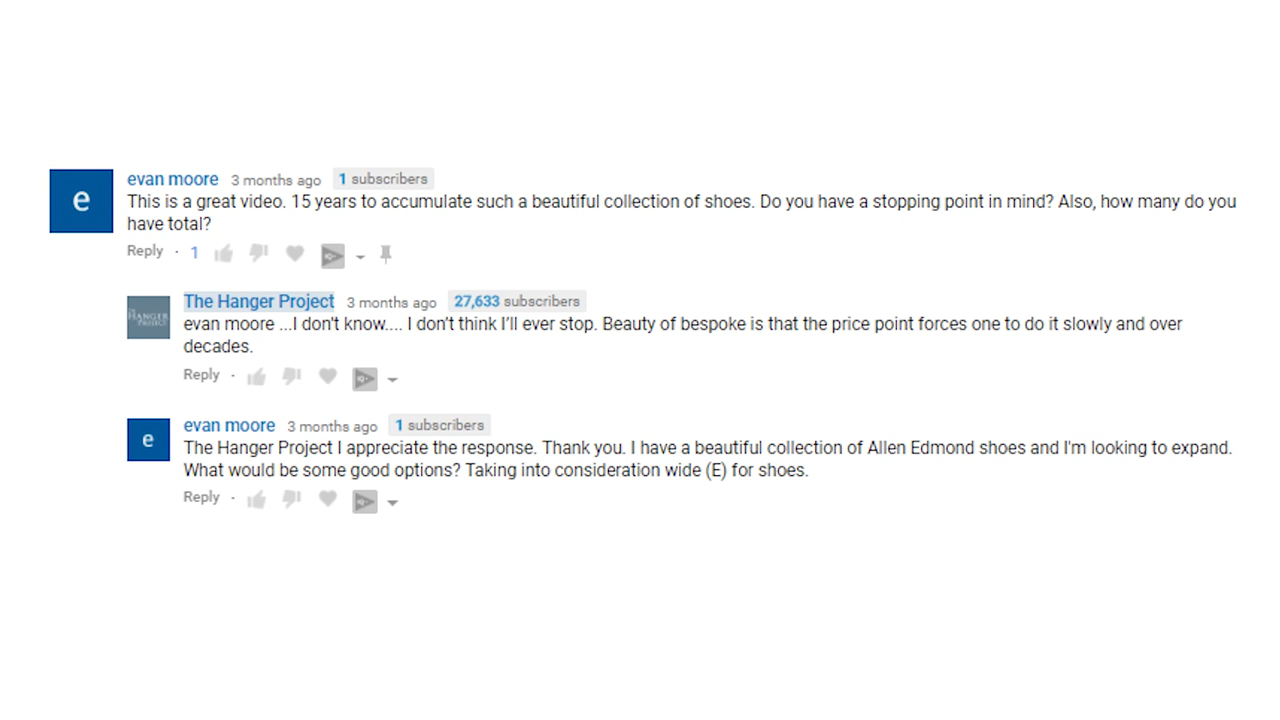 e
evan moore 3 months ago 1 subscribers
This is a great video. 15 years to accumulate such a beautiful collection of shoes. Do you have a stopping point in mind? Also, how many do you
have total?
Reply · 1
THE HANGER PROJECT
The Hanger Project 3 months ago 27,633 subscribers
evan moore ...I don't know.... I don't think I'll ever stop. Beauty of bespoke is that the price point forces one to do it slowly and over
decades.
Reply ·
e
evan moore 3 months ago 1 subscribers
The Hanger Project I appreciate the response. Thank you. I have a beautiful collection of Allen Edmond shoes and I'm looking to expand.
What would be some good options? Taking into consideration wide (E) for shoes.
Reply ·